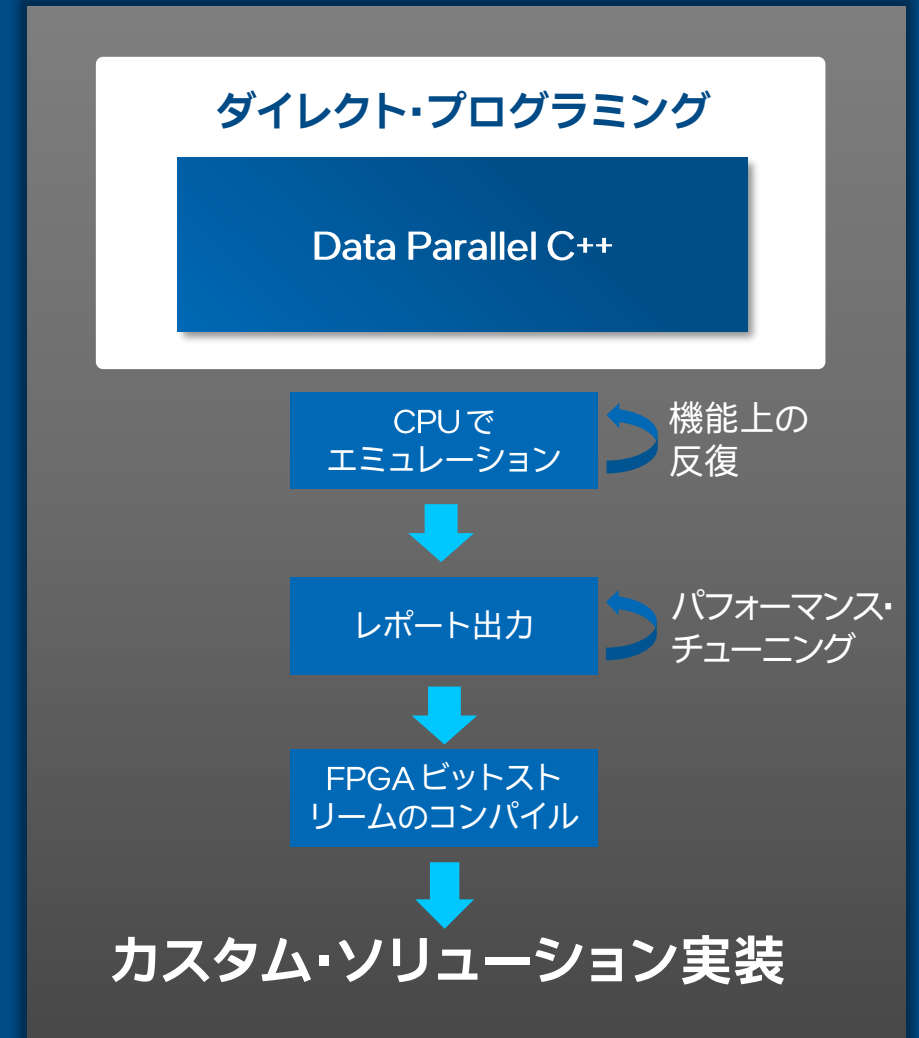 ダイレクト・プログラミング
Data Parallel C++
CPU で
エミュレーション
機能上の
反復
レポート出力
パフォーマンス・
チューニング
FPGA ビットスト
リームのコンパイル
カスタム・ソリューション実装